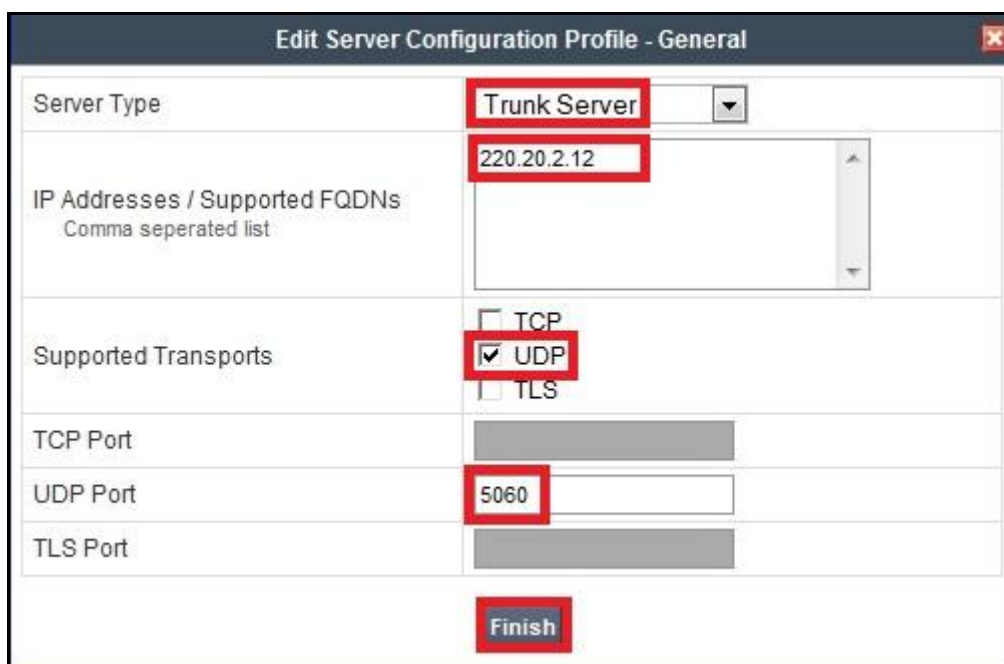 Edit Server Configuration Profile - General
Server Type
Trunk Server
IP Addresses / Supported FQDNs
Comma seperated list
220.20.2.12
Supported Transports
TCP
UDP
TLS
TCP Port
UDP Port
5060
TLS Port
Finish